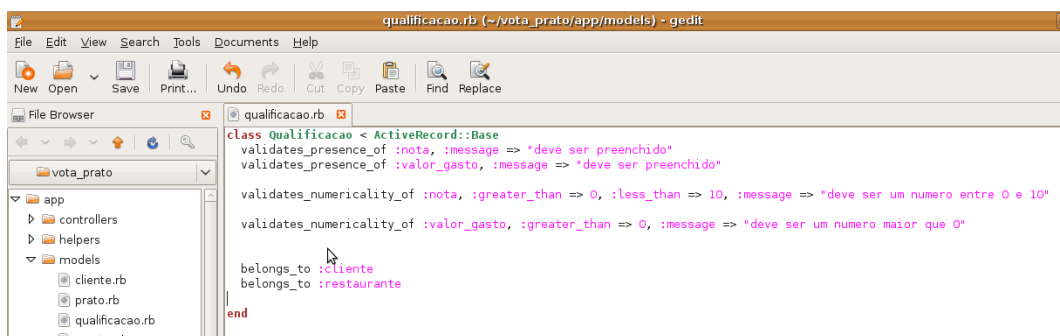 qualificacao.rb (~/vota_prato/app/models) - gedit
File Edit View Search Tools Documents Help
New Open Save Print... Undo Redo Cut Copy Paste Find Replace
File Browser
qualificacao.rb
vota_prato
app
controllers
helpers
models
cliente.rb
prato.rb
qualificacao.rb
class Qualificacao < ActiveRecord::Base
validates_presence_of :nota, :message => "deve ser preenchido"
validates_presence_of :valor_gasto, :message => "deve ser preenchido"
validates_numericality_of :nota, :greater_than => 0, :less_than => 10, :message => "deve ser um numero entre 0 e 10"
validates_numericality_of :valor_gasto, :greater_than => 0, :message => "deve ser um numero maior que 0"
belongs_to :cliente
belongs_to :restaurante
end